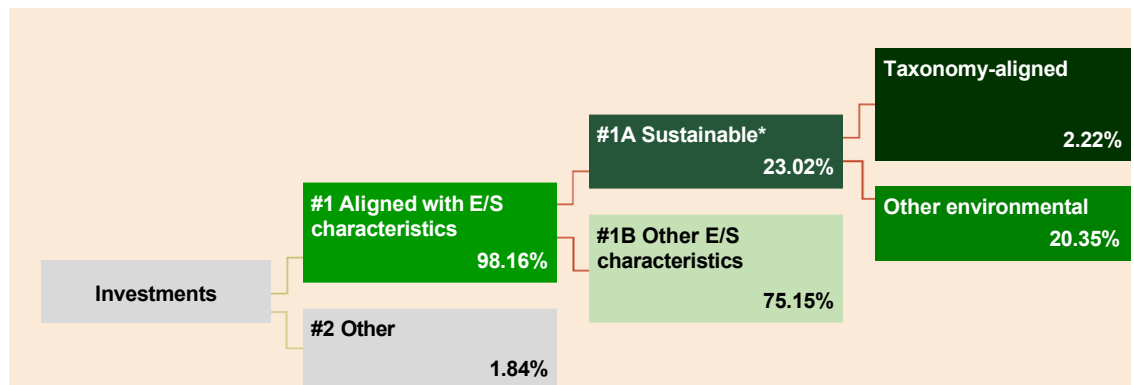 Investments
#1 Aligned with E/S
characteristics
98.16%
#2 Other
1.84%
#1A Sustainable*
23.02%
#1B Other E/S
characteristics
75.15%
Taxonomy-aligned
2.22%
Other environmental
20.35%